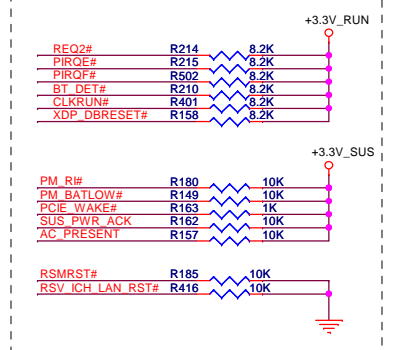 +3.3V_RUN
REQ2# R214 8.2K
PIRQE# R215 8.2K
PIRQF# R502 8.2K
BT_DET# R210 8.2K
CLKRUN# R401 8.2K
XDP_DBRESET# R158 8.2K
+3.3V_SUS
PM_RI# R180 10K
PM_BATLOW# R149 10K
PCIE_WAKE# R163 1K
SUS_PWR_ACK R162 10K
AC_PRESENT R157 10K
RSMRST# R185 10K
RSV_ICH_LAN_RST# R416 10K